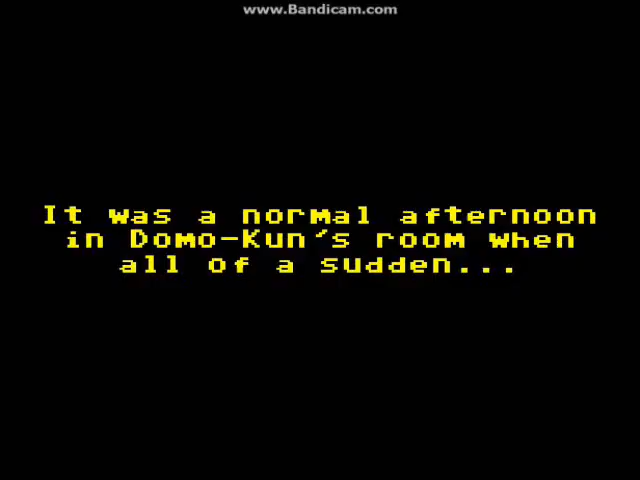 www.Bandicam.com
It was a normal afternoon
in Domo-Kun's room when
all of a sudden...